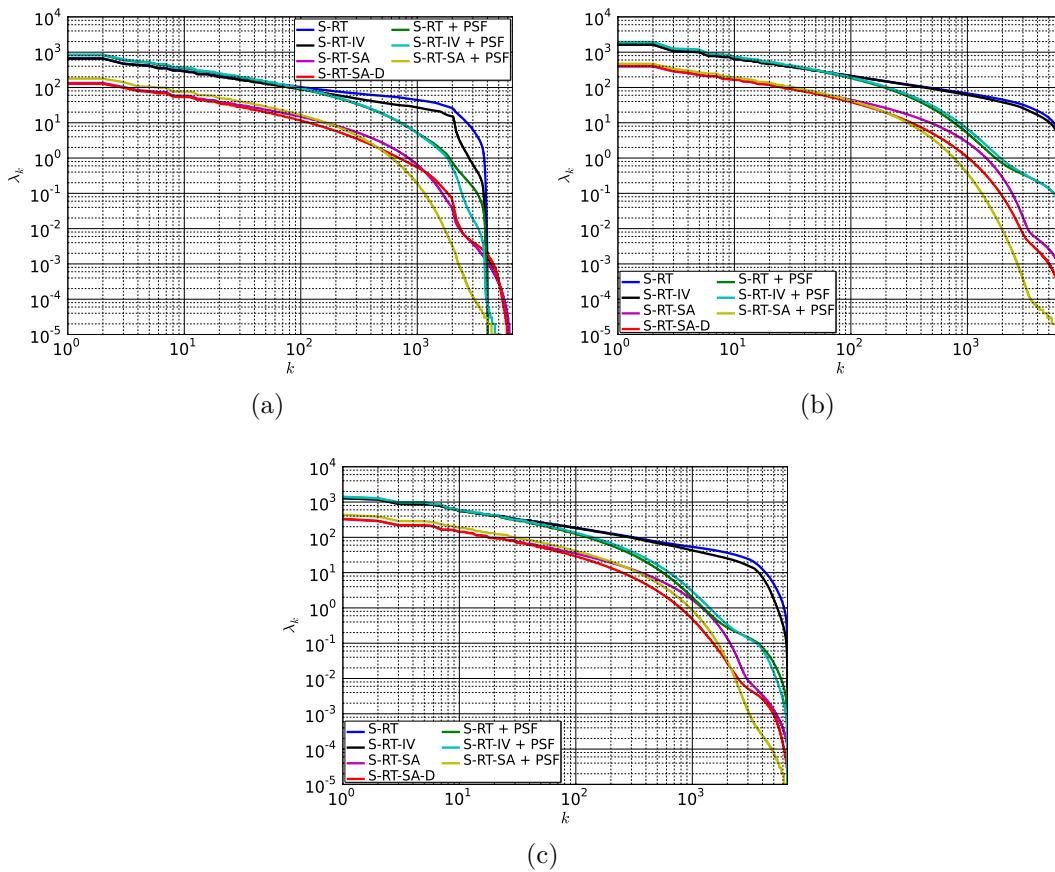 10^4
10^3
10^2
10^1
10^0
10^-1
10^-2
10^-3
10^-4
10^-5
λ_k
S-RT S-RT + PSF
S-RT-IV S-RT-IV + PSF
S-RT-SA S-RT-SA + PSF
S-RT-SA-D
10^0 10^1 10^2 10^3
k
(a)
10^4
10^3
10^2
10^1
10^0
10^-1
10^-2
10^-3
10^-4
10^-5
λ_k
S-RT S-RT + PSF
S-RT-IV S-RT-IV + PSF
S-RT-SA S-RT-SA + PSF
S-RT-SA-D
10^0 10^1 10^2 10^3
k
(b)
10^4
10^3
10^2
10^1
10^0
10^-1
10^-2
10^-3
10^-4
10^-5
λ_k
S-RT S-RT + PSF
S-RT-IV S-RT-IV + PSF
S-RT-SA S-RT-SA + PSF
S-RT-SA-D
10^0 10^1 10^2 10^3
k
(c)